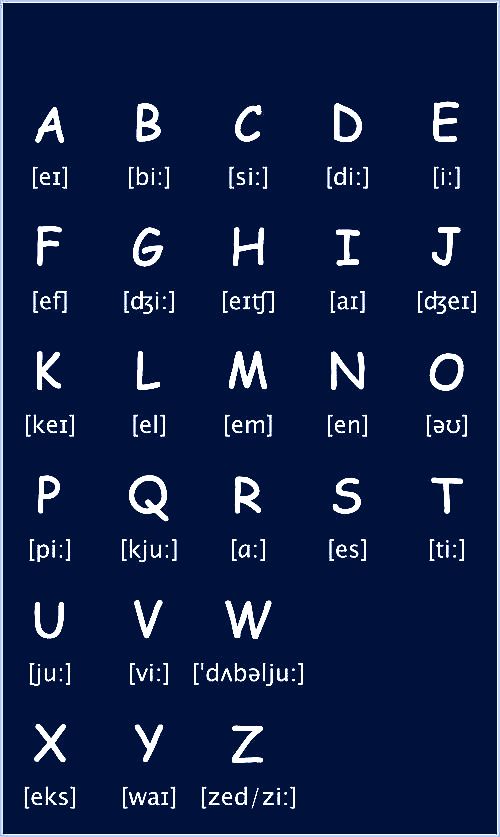 A B C D E
[eɪ] [bi:] [si:] [di:] [i:]
F G H I J
[ef] [ʤi:] [eɪʧ] [aɪ] [ʤeɪ]
K L M N O
[keɪ] [el] [em] [en] [əʊ]
P Q R S T
[pi:] [kju:] [ɑ:] [es] [ti:]
U V W
[ju:] [vi:] ['dʌbəlju:]
X Y Z
[eks] [waɪ] [zed/zi:]